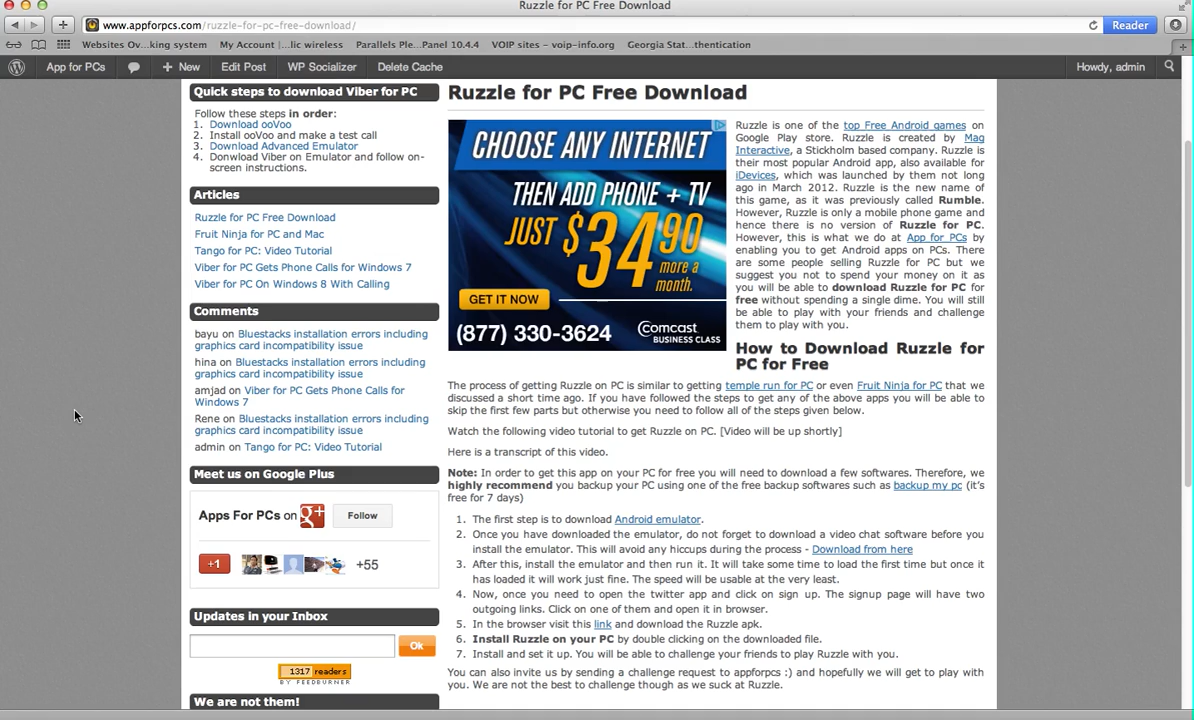 Ruzzle for PC Free Download
www.appforpcs.com/ruzzle-for-pc-free-download/
Reader
Websites Ov...king system
My Account |...lic wireless
Parallels Ple...Panel 10.4.4
VOIP sites – voip-info.org
Georgia Stat...thentication
App for PCs
New
Edit Post
WP Socializer
Delete Cache
Howdy, admin
Quick steps to download Viber for PC
Follow these steps in order:
1. Download ooVoo
2. Install ooVoo and make a test call
3. Download Advanced Emulator
4. Donwload Viber on Emulator and follow on-
screen instructions.
Articles
Ruzzle for PC Free Download
Fruit Ninja for PC and Mac
Tango for PC: Video Tutorial
Viber for PC Gets Phone Calls for Windows 7
Viber for PC On Windows 8 With Calling
Comments
bayu on Bluestacks installation errors including
graphics card incompatibility issue
hina on Bluestacks installation errors including
graphics card incompatibility issue
amjad on Viber for PC Gets Phone Calls for
Windows 7
Rene on Bluestacks installation errors including
graphics card incompatibility issue
admin on Tango for PC: Video Tutorial
Meet us on Google Plus
Apps For PCs on g+
Follow
+1
+55
Updates in your Inbox
Ok
1317 readers
BY FEEDBURNER
We are not them!
Ruzzle for PC Free Download
CHOOSE ANY INTERNET
THEN ADD PHONE + TV
JUST $34.90
more a
month.
GET IT NOW
(877) 330-3624
Comcast
BUSINESS CLASS
Ruzzle is one of the top Free Android games on
Google Play store. Ruzzle is created by Mag
Interactive, a Stickholm based company. Ruzzle is
their most popular Android app, also available for
iDevices, which was launched by them not long
ago in March 2012. Ruzzle is the new name of
this game, as it was previously called Rumble.
However, Ruzzle is only a mobile phone game and
hence there is no version of Ruzzle for PC.
However, this is what we do at App for PCs by
enabling you to get Android apps on PCs. There
are some people selling Ruzzle for PC but we
suggest you not to spend your money on it as
you will be able to download Ruzzle for PC for
free without spending a single dime. You will still
be able to play with your friends and challenge
them to play with you.
How to Download Ruzzle for
PC for Free
The process of getting Ruzzle on PC is similar to getting temple run for PC or even Fruit Ninja for PC that we
discussed a short time ago. If you have followed the steps to get any of the above apps you will be able to
skip the first few parts but otherwise you need to follow all of the steps given below.
Watch the following video tutorial to get Ruzzle on PC. [Video will be up shortly]
Here is a transcript of this video.
Note: In order to get this app on your PC for free you will need to download a few softwares. Therefore, we
highly recommend you backup your PC using one of the free backup softwares such as backup my pc (it's
free for 7 days)
1. The first step is to download Android emulator.
2. Once you have downloaded the emulator, do not forget to download a video chat software before you
install the emulator. This will avoid any hiccups during the process - Download from here
3. After this, install the emulator and then run it. It will take some time to load the first time but once it
has loaded it will work just fine. The speed will be usable at the very least.
4. Now, once you need to open the twitter app and click on sign up. The signup page will have two
outgoing links. Click on one of them and open it in browser.
5. In the browser visit this link and download the Ruzzle apk.
6. Install Ruzzle on your PC by double clicking on the downloaded file.
7. Install and set it up. You will be able to challenge your friends to play Ruzzle with you.
You can also invite us by sending a challenge request to appforpcs :) and hopefully we will get to play with
you. We are not the best to challenge though as we suck at Ruzzle.